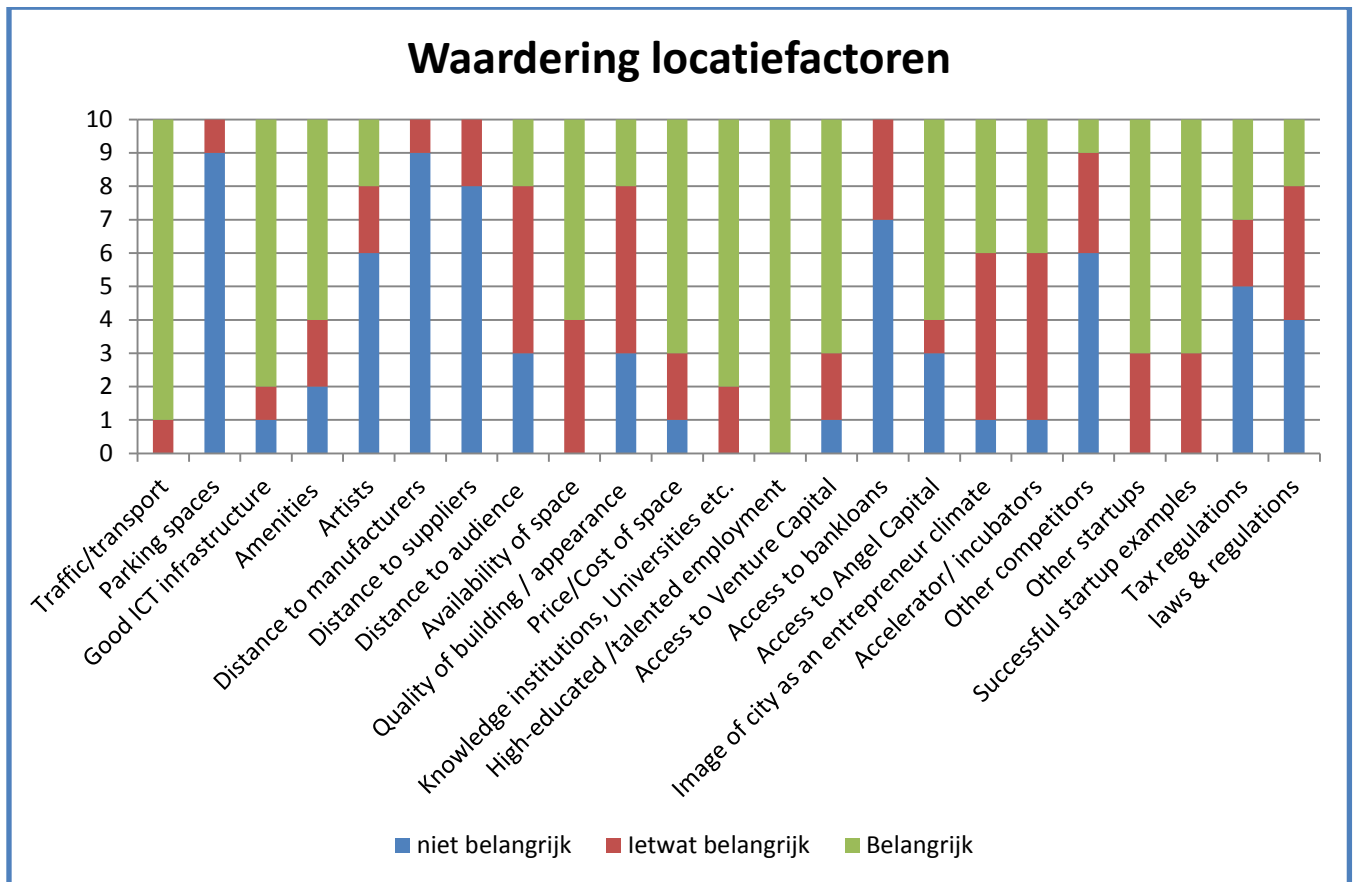 Waardering locatiefactoren
10
9
8
7
6
5
4
3
2
1
0
Traffic/transport
Parking spaces
Good ICT infrastructure
Amenities
Artists
Distance to manufacturers
Distance to suppliers
Distance to audience
Availability of space
Quality of building / appearance
Price/Cost of space
Knowledge institutions, Universities etc.
High-educated /talented employment
Access to Venture Capital
Access to bankloans
Access to Angel Capital
Image of city as an entrepreneur climate
Accelerator/ incubators
Other competitors
Other startups
Successful startup examples
Tax regulations
laws & regulations
niet belangrijk Ietwat belangrijk Belangrijk